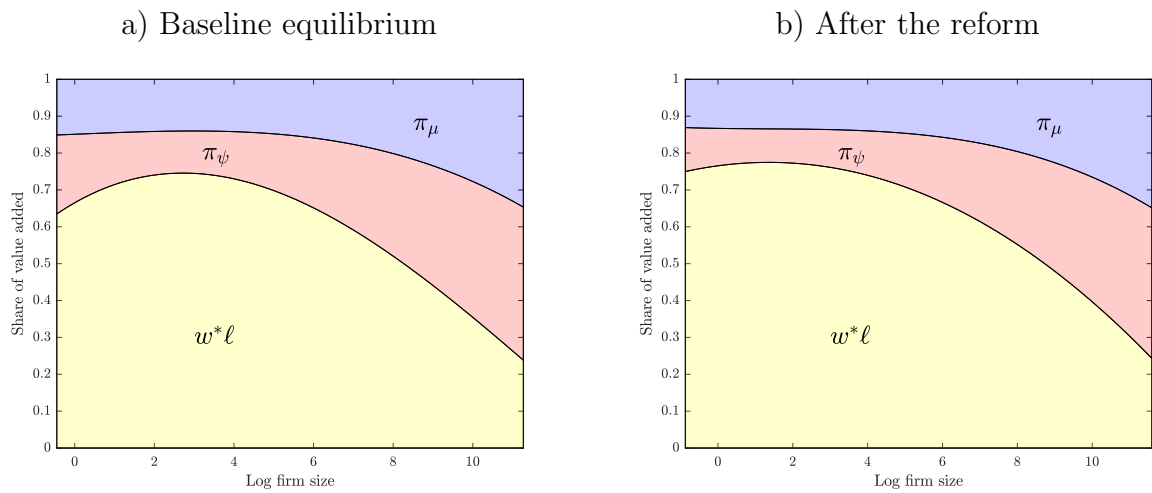 a) Baseline equilibrium
1
0.9
0.8
0.7
0.6
0.5
0.4
0.3
0.2
0.1
0
Share of value added
π_μ
π_ψ
w*ℓ
0 2 4 6 8 10
Log firm size
b) After the reform
1
0.9
0.8
0.7
0.6
0.5
0.4
0.3
0.2
0.1
0
Share of value added
π_μ
π_ψ
w*ℓ
0 2 4 6 8 10
Log firm size